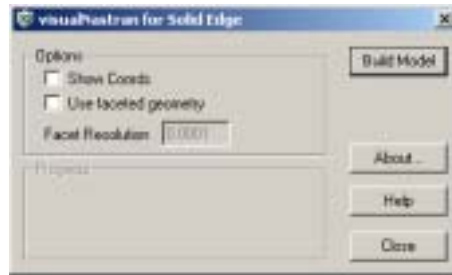 visualNastran for Solid Edge
Options
Show Coords
Use faceted geometry
Facet Resolution 0.0001
Progress
Build Model
About...
Help
Close